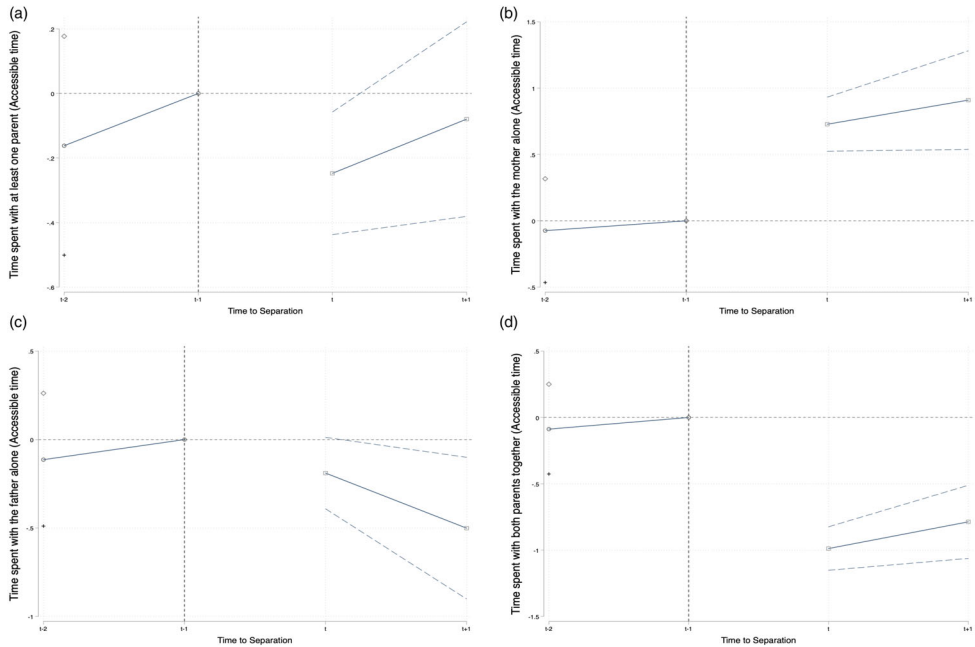 (a)
Time spent with at least one parent (Accessible time)
.2
0
-.2
-.4
-.6
t-2
t-1
t
t+1
Time to Separation
(b)
Time spent with the mother alone (Accessible time)
1.5
1
.5
0
-.5
t-2
t-1
t
t+1
Time to Separation
(c)
Time spent with the father alone (Accessible time)
.5
0
-.5
-1
t-2
t-1
t
t+1
Time to Separation
(d)
Time spent with both parents together (Accessible time)
.5
0
-.5
-1
-1.5
t-2
t-1
t
t+1
Time to Separation